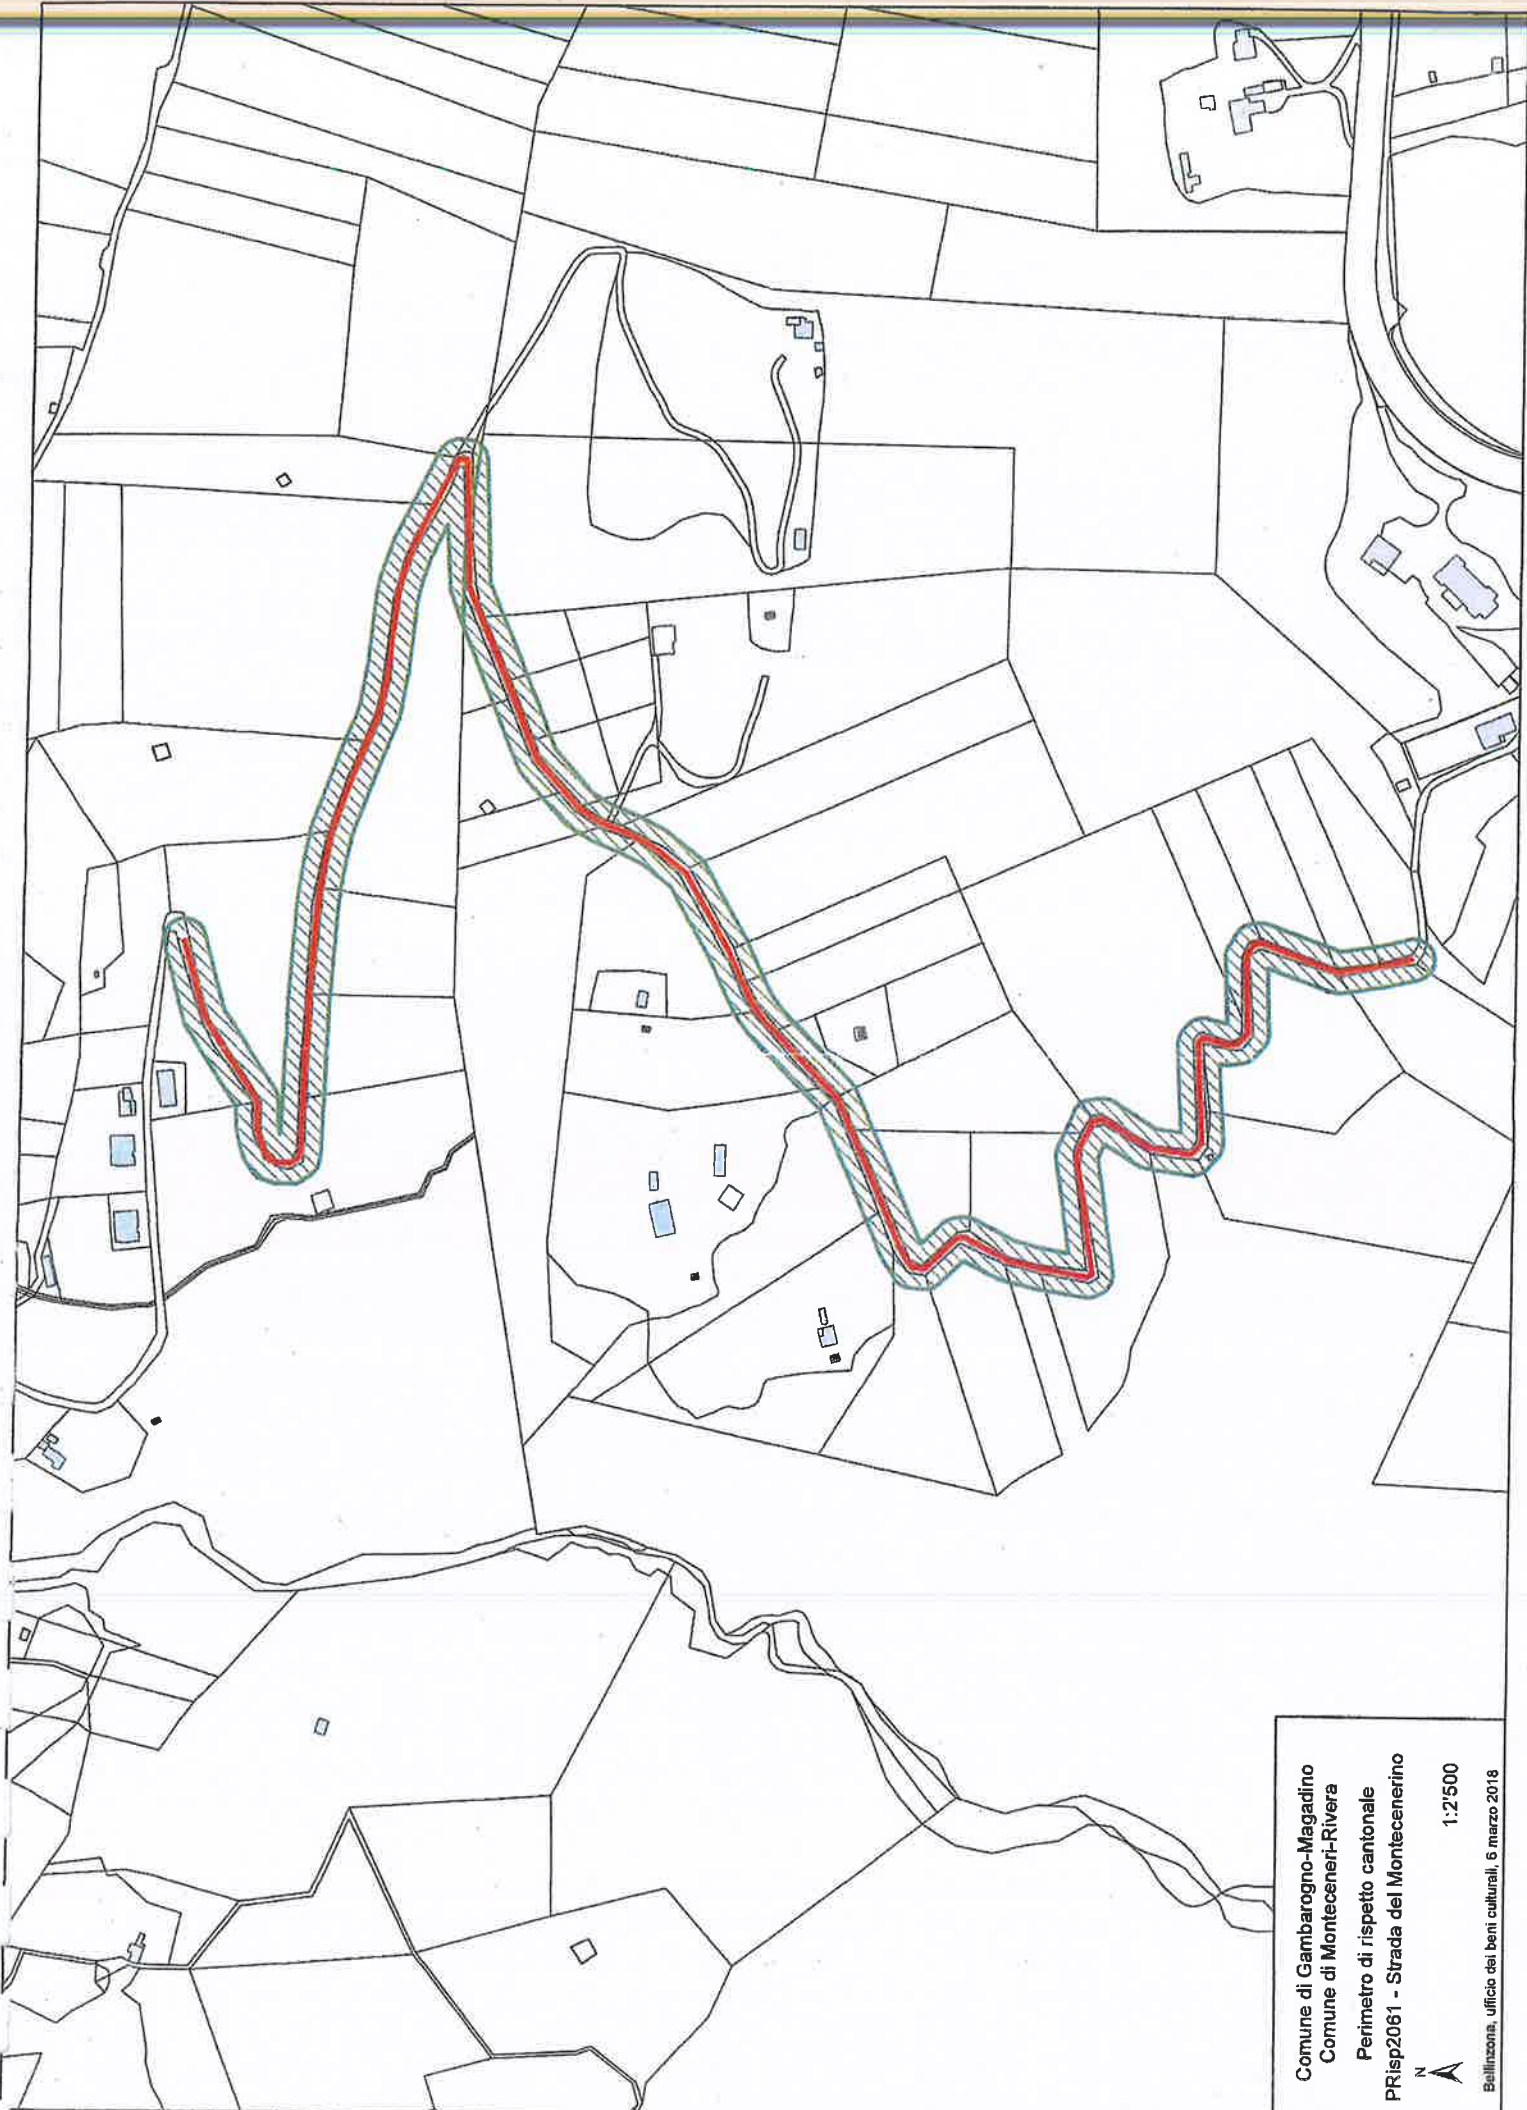 Comune di Gambarogno-Magadino
Comune di Monteceneri-Rivera
Perimetro di rispetto cantonale
PRisp2061 - Strada del Montecenerino
N
1:2'500
Bellinzona, ufficio dei beni culturali, 6 marzo 2018